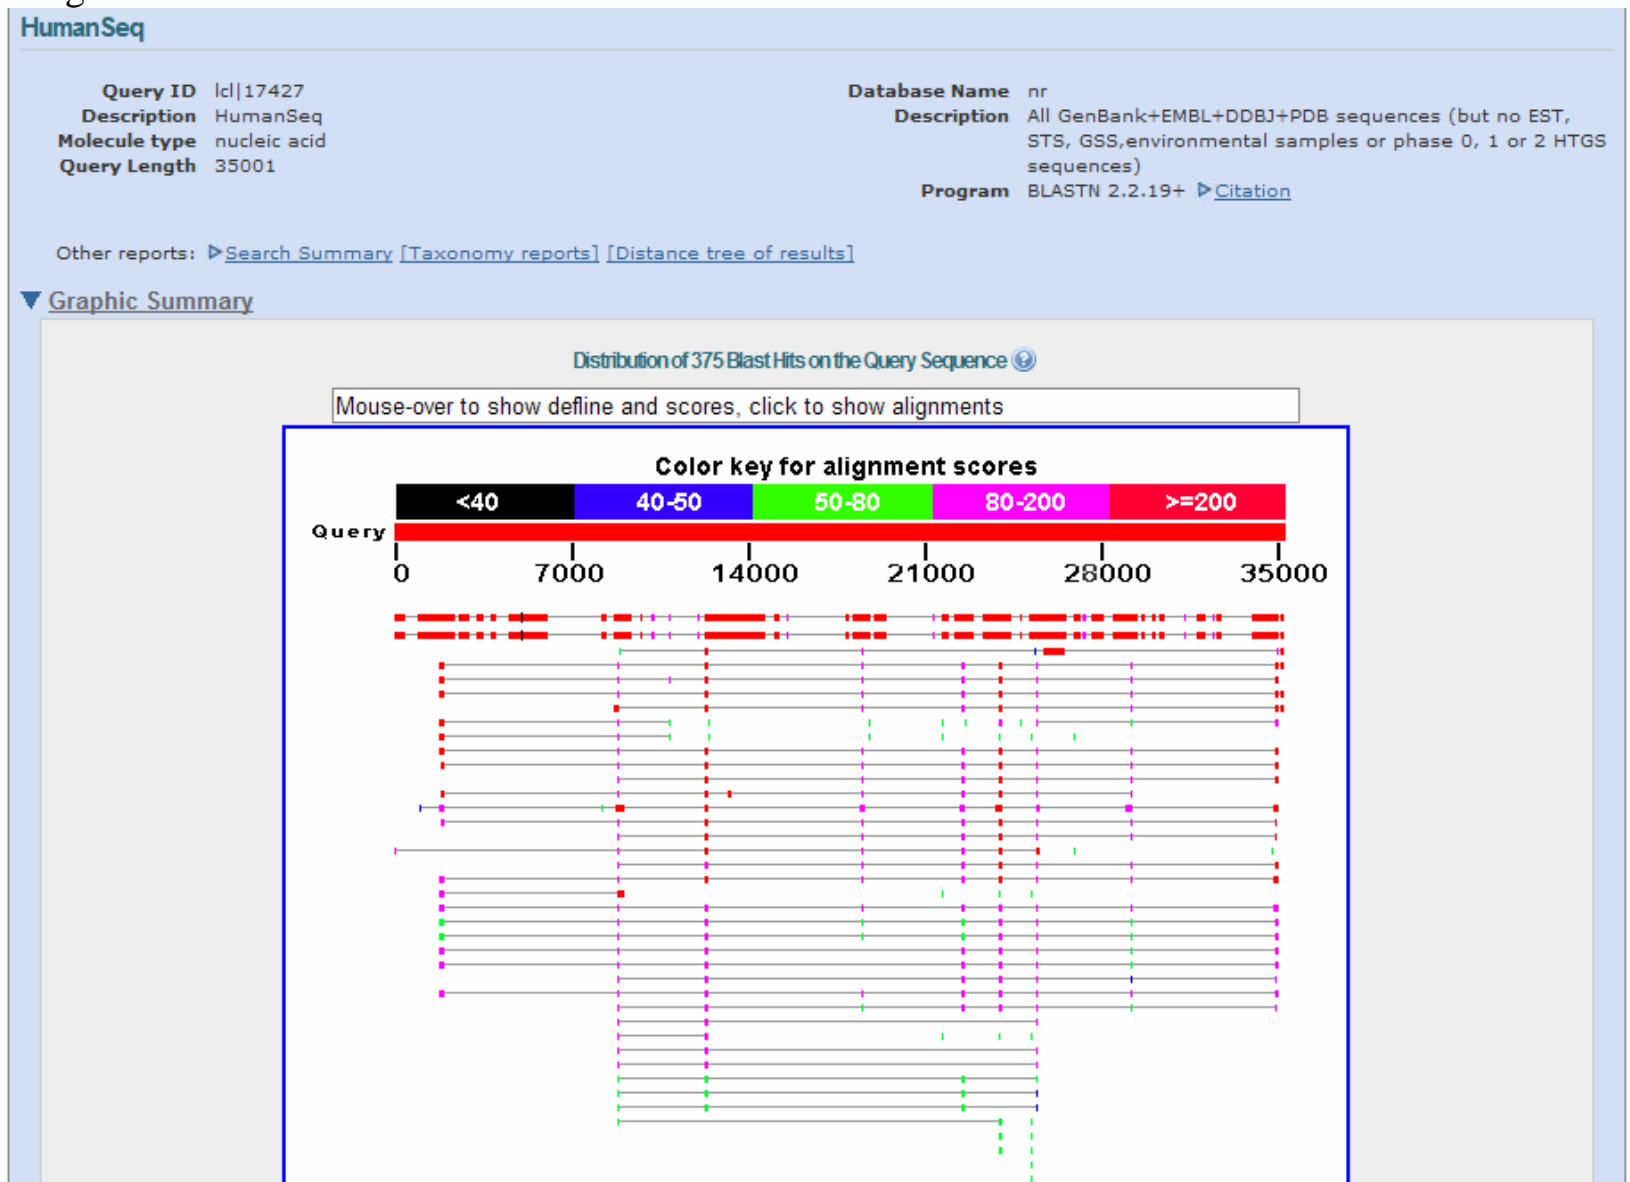 HumanSeq
Query ID lcl|17427
Description HumanSeq
Molecule type nucleic acid
Query Length 35001
Database Name nr
Description All GenBank+EMBL+DDBJ+PDB sequences (but no EST,
STS, GSS,environmental samples or phase 0, 1 or 2 HTGS
sequences)
Program BLASTN 2.2.19+ Citation
Other reports: Search Summary [Taxonomy reports] [Distance tree of results]
Graphic Summary
Distribution of 375 Blast Hits on the Query Sequence
Mouse-over to show defline and scores, click to show alignments
Color key for alignment scores
<40 40-50 50-80 80-200 >=200
Query
0 7000 14000 21000 28000 35000